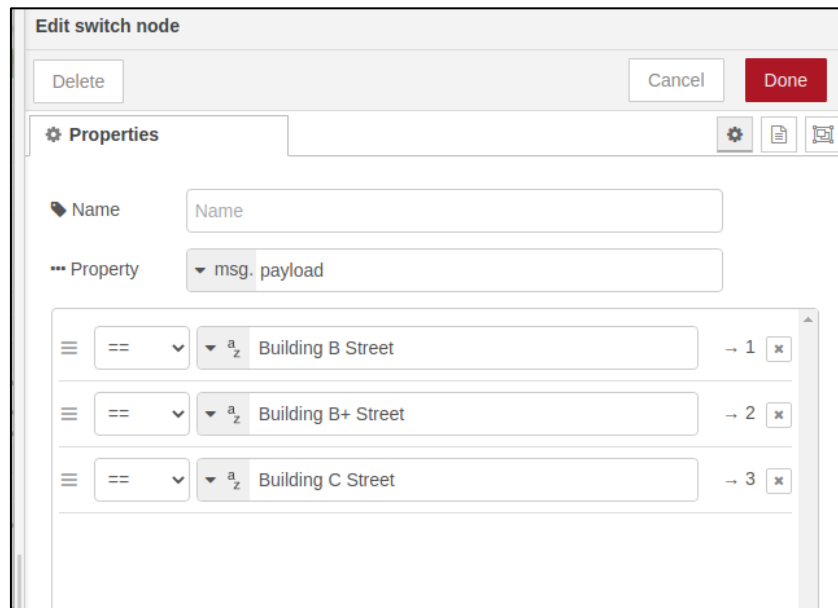 Edit switch node
Delete Cancel Done
Properties
Name Name
Property msg. payload
== a z Building B Street → 1 x
== a z Building B+ Street → 2 x
== a z Building C Street → 3 x